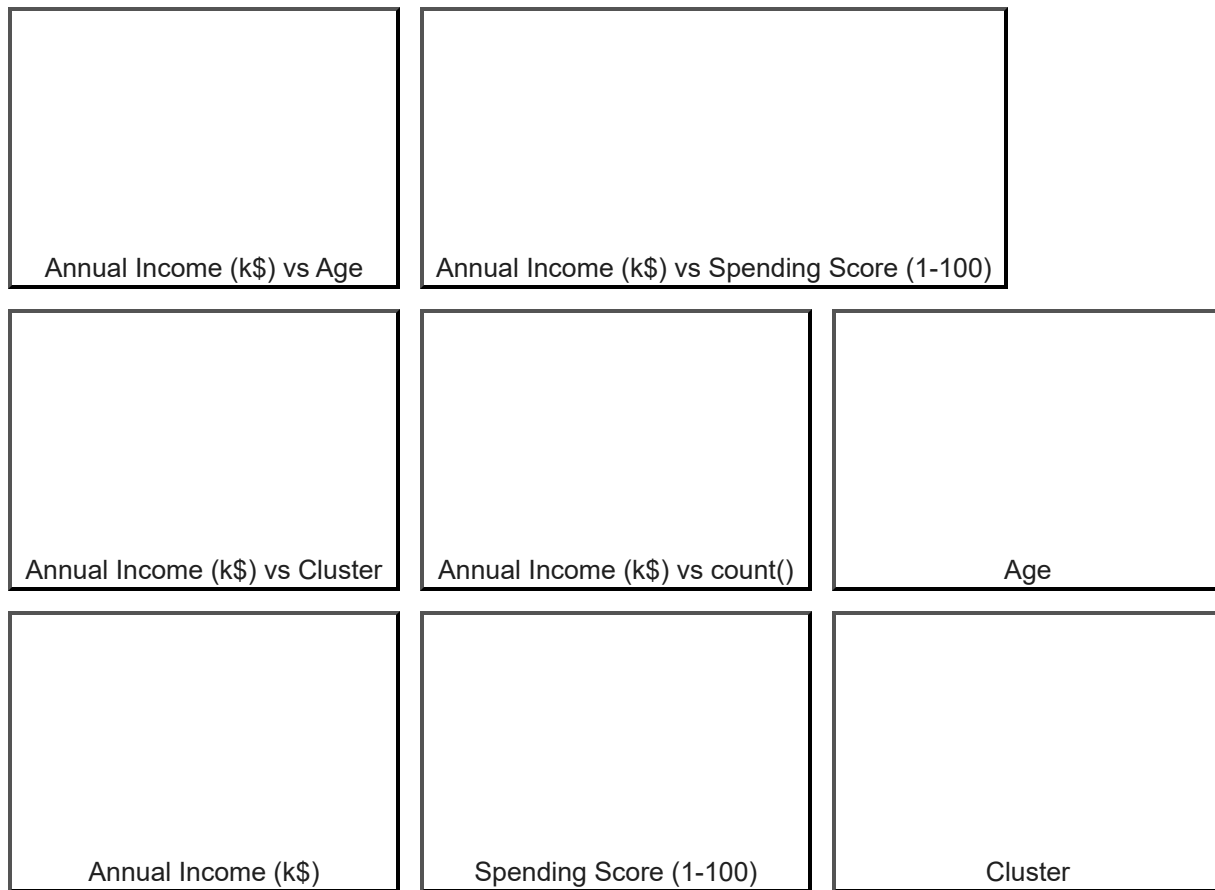 Annual Income (k$) vs Age
Annual Income (k$) vs Spending Score (1-100)
Annual Income (k$) vs Cluster
Annual Income (k$) vs count()
Age
Annual Income (k$)
Spending Score (1-100)
Cluster